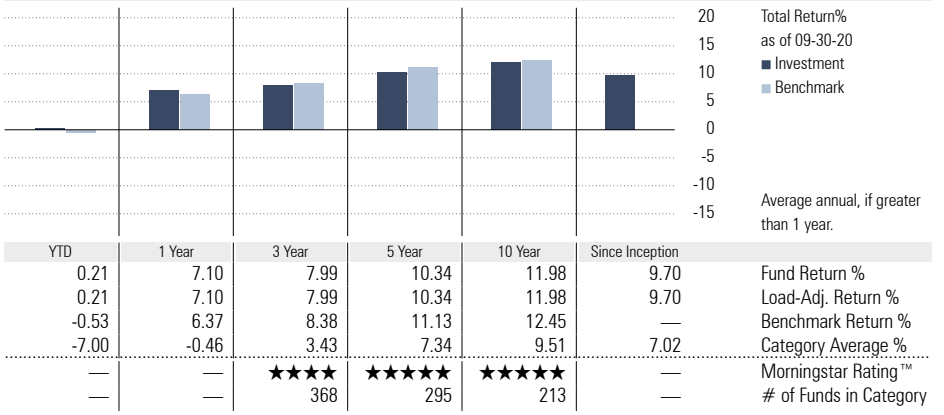 20
15
10
5
0
-5
-10
-15
Total Return%
as of 09-30-20
Investment
Benchmark
Average annual, if greater
than 1 year.
YTD 1 Year 3 Year 5 Year 10 Year Since Inception
0.21 7.10 7.99 10.34 11.98 9.70 Fund Return %
0.21 7.10 7.99 10.34 11.98 9.70 Load-Adj. Return %
-0.53 6.37 8.38 11.13 12.45 — Benchmark Return %
-7.00 -0.46 3.43 7.34 9.51 7.02 Category Average %
— — ★★★★ ★★★★★ ★★★★★ — Morningstar Rating™
— — 368 295 213 — # of Funds in Category